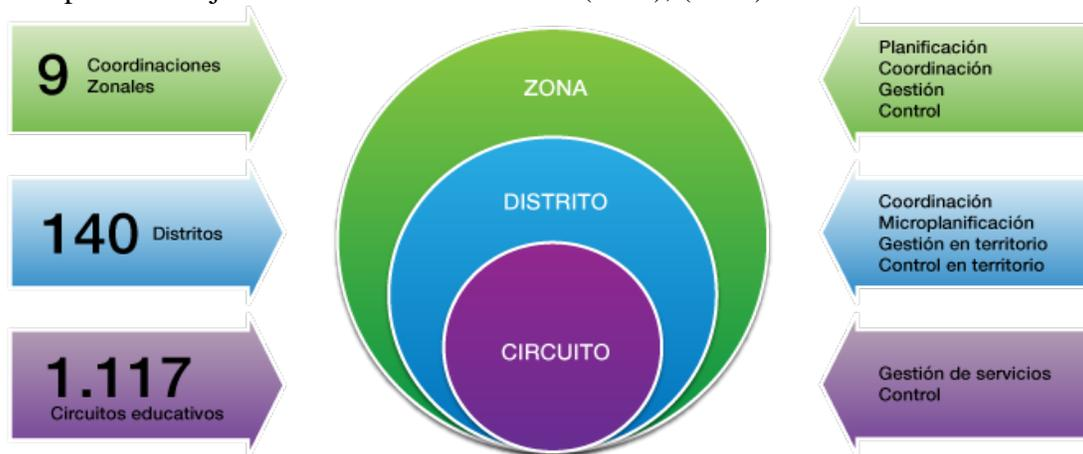 9 Coordinaciones
Zonales
ZONA
Planificación
Coordinación
Gestión
Control
140 Distritos
DISTRITO
Coordinación
Microplanificación
Gestión en territorio
Control en territorio
1.117
Circuitos educativos
CIRCUITO
Gestión de servicios
Control